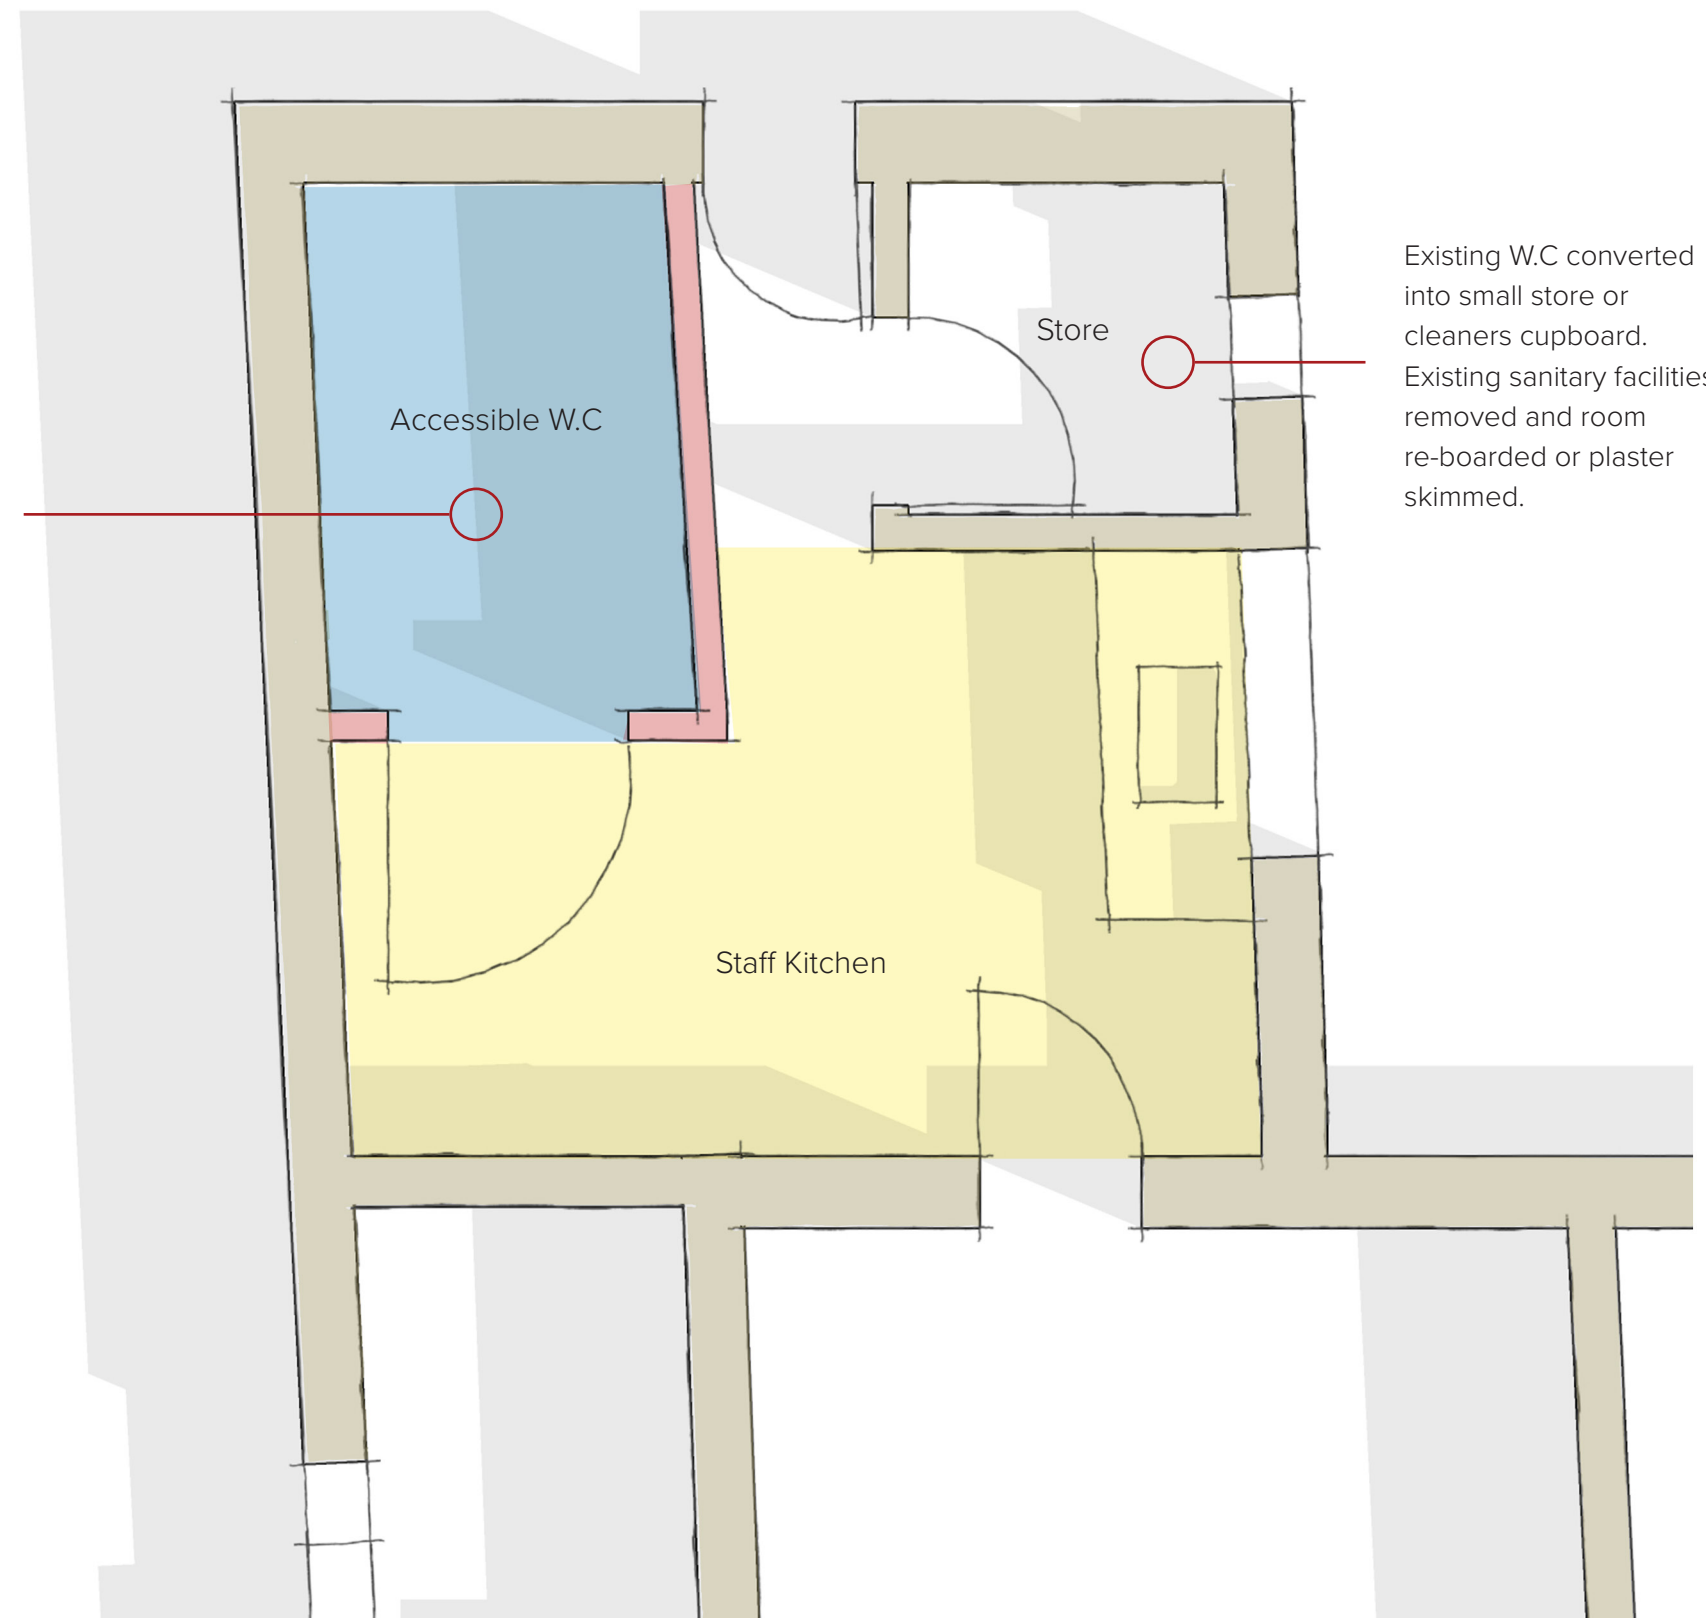 Existing W.C converted
into small store or
cleaners cupboard.
Existing sanitary facilities
removed and room
re-boarded or plaster
skimmed.
Store
Accessible W.C
Staff Kitchen